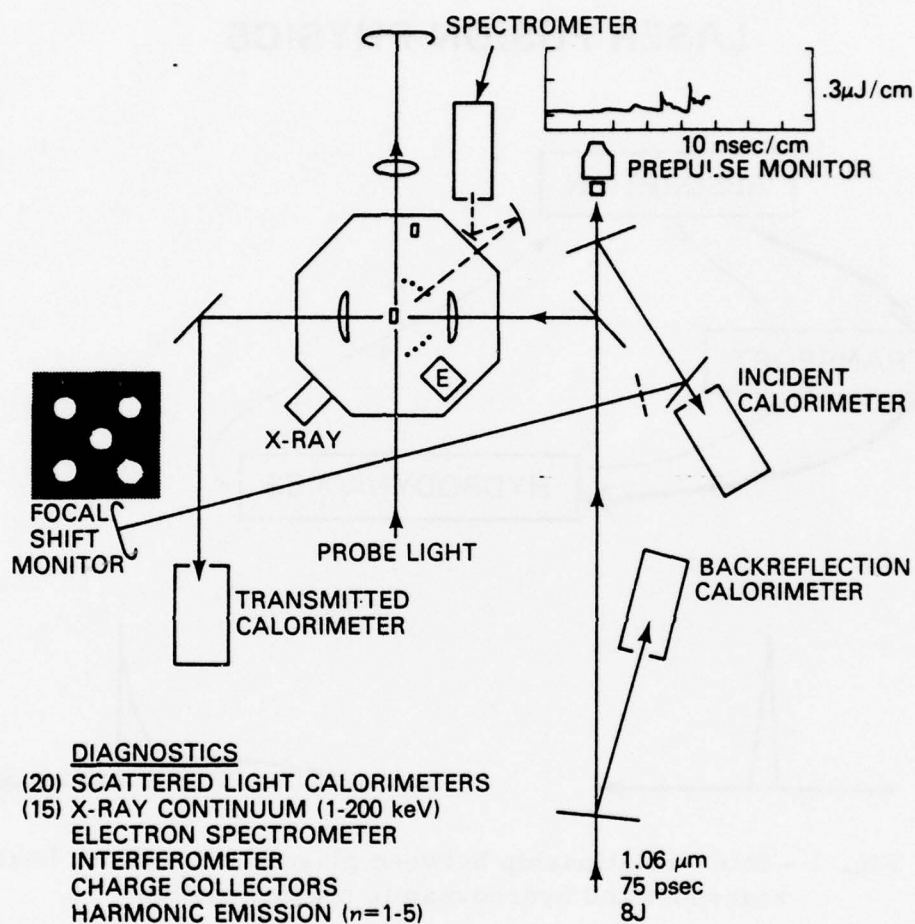 SPECTROMETER
.3µJ/cm
10 nsec/cm
PREPULSE MONITOR
E
X-RAY
INCIDENT
CALORIMETER
FOCAL
SHIFT
MONITOR
PROBE LIGHT
BACKREFLECTION
CALORIMETER
TRANSMITTED
CALORIMETER
DIAGNOSTICS
(20) SCATTERED LIGHT CALORIMETERS
(15) X-RAY CONTINUUM (1-200 keV)
ELECTRON SPECTROMETER
INTERFEROMETER
CHARGE COLLECTORS
HARMONIC EMISSION (n=1-5)
1.06 µm
75 psec
8J